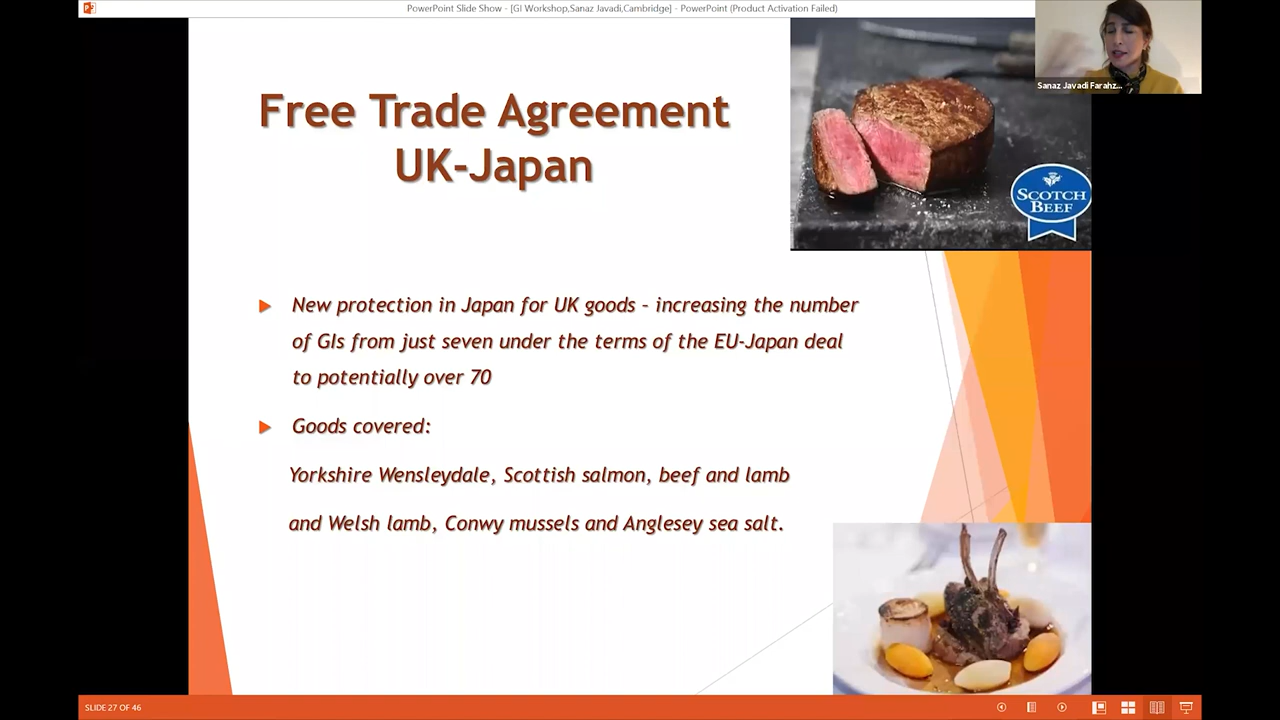 PowerPoint Slide Show - [GI Workshop,Sanaz Javadi,Cambridge] - PowerPoint (Product Activation Failed)
Sanaz Javadi Farahz...
Free Trade Agreement
UK-Japan
SCOTCH
BEEF
New protection in Japan for UK goods – increasing the number
of GIs from just seven under the terms of the EU-Japan deal
to potentially over 70
Goods covered:
Yorkshire Wensleydale, Scottish salmon, beef and lamb
and Welsh lamb, Conwy mussels and Anglesey sea salt.
SLIDE 27 OF 46